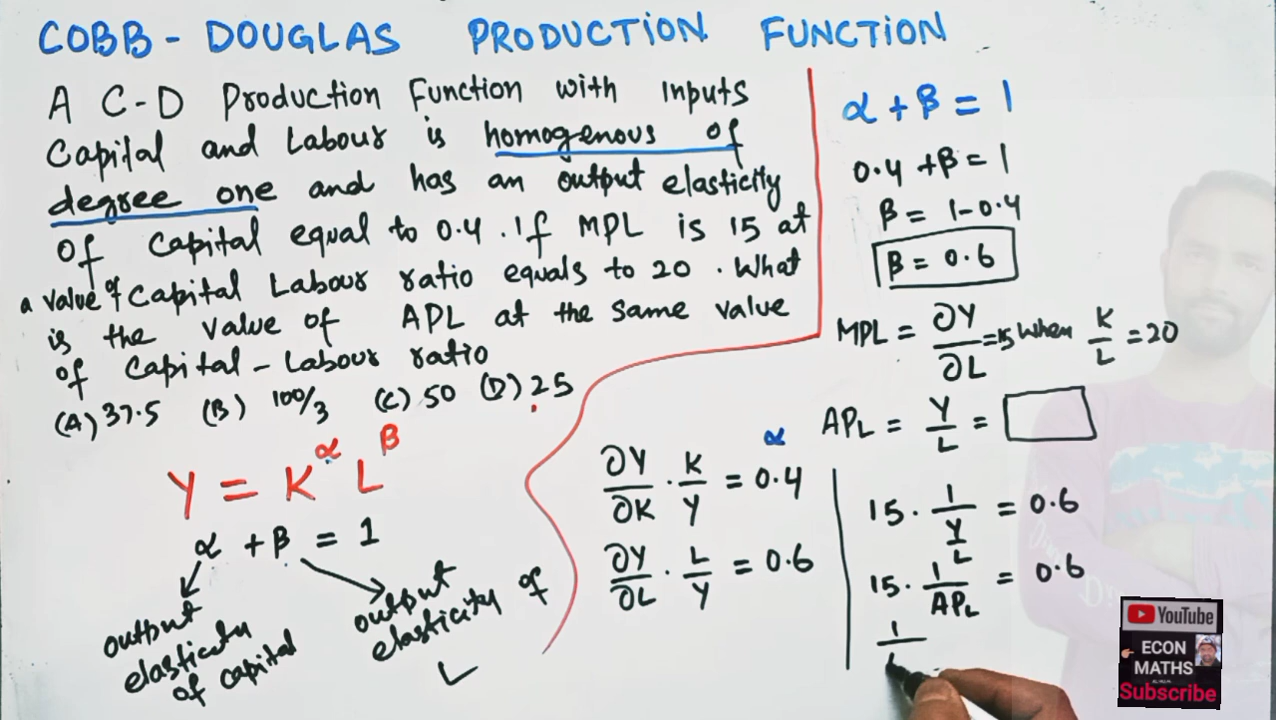 COBB - DOUGLAS PRODUCTION FUNCTION
A C-D Production Function with inputs
Capital and Labour is homogenous of
degree one and has an output elasticity
of capital equal to 0.4. If MPL is 15 at
a value of Capital Labour ratio equals to 20. What
is the value of APL at the same value
of Capital - Labour ratio
(A) 37.5 (B) 100/3 (C) 50 (D) 25
Y = K^α L^β
α + β = 1
output
elasticity
of capital
output
elasticity of
L
α + β = 1
0.4 + β = 1
β = 1-0.4
β = 0.6
MPL = ∂Y/∂L = 15 when K/L = 20
APL = Y/L =
α
∂Y/∂K · K/Y = 0.4
∂Y/∂L · L/Y = 0.6
15 · 1/(Y/L) = 0.6
15 · 1/APL = 0.6
1
YouTube
ECON
MATHS
Subscribe